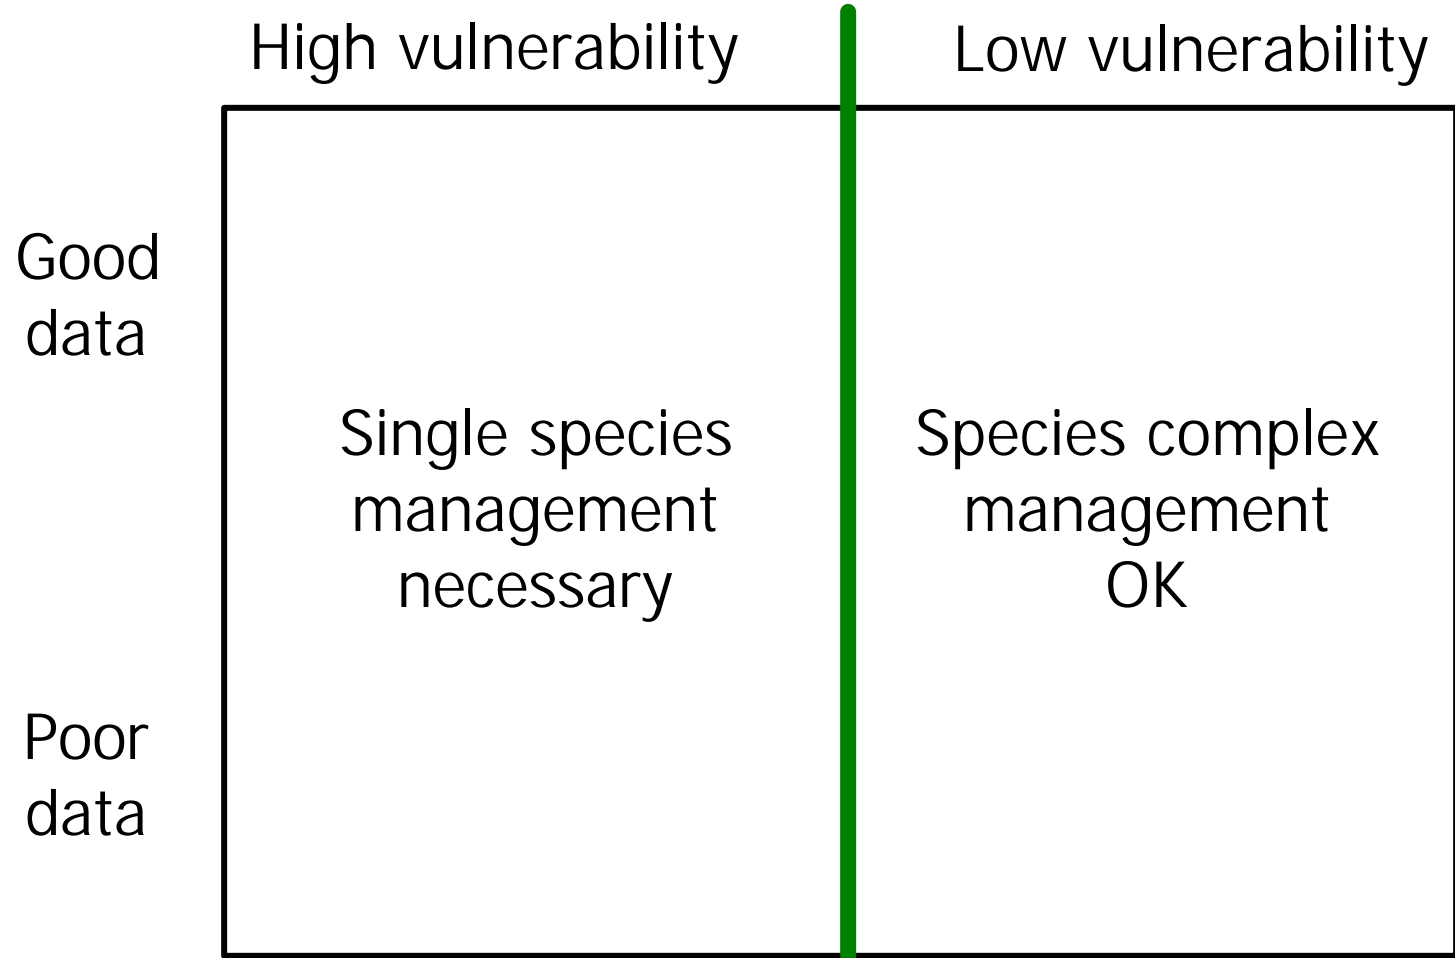 High vulnerability
Low vulnerability
Good
data
Single species
management
necessary
Species complex
management
OK
Poor
data